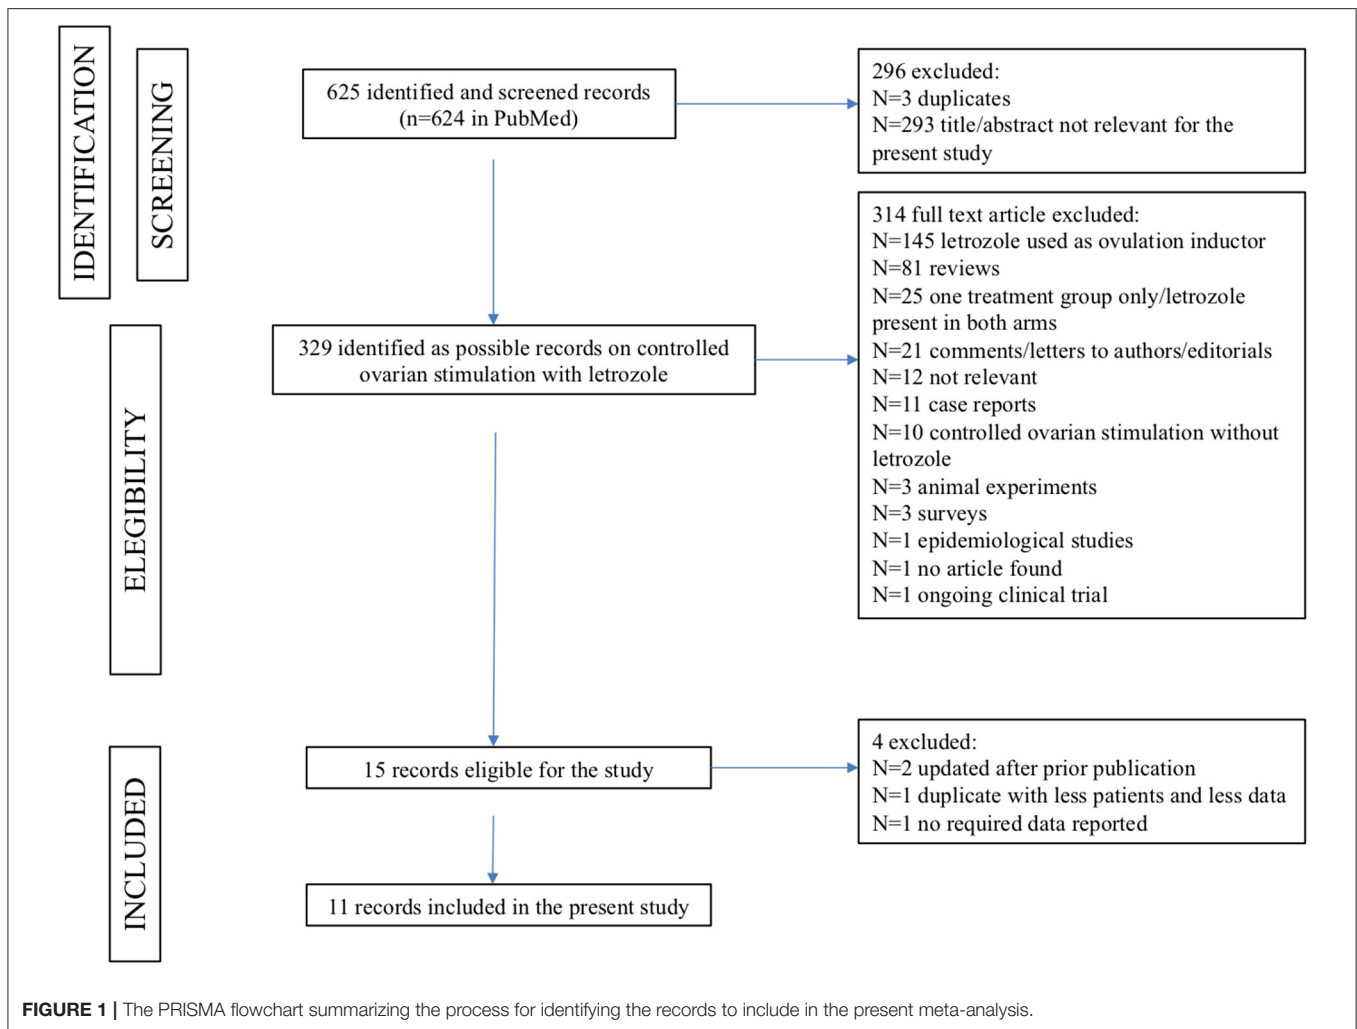 IDENTIFICATION
SCREENING
625 identified and screened records
(n=624 in PubMed)
296 excluded:
N=3 duplicates
N=293 title/abstract not relevant for the
present study
ELEGIBILITY
329 identified as possible records on controlled
ovarian stimulation with letrozole
314 full text article excluded:
N=145 letrozole used as ovulation inductor
N=81 reviews
N=25 one treatment group only/letrozole
present in both arms
N=21 comments/letters to authors/editorials
N=12 not relevant
N=11 case reports
N=10 controlled ovarian stimulation without
letrozole
N=3 animal experiments
N=3 surveys
N=1 epidemiological studies
N=1 no article found
N=1 ongoing clinical trial
INCLUDED
15 records eligible for the study
4 excluded:
N=2 updated after prior publication
N=1 duplicate with less patients and less data
N=1 no required data reported
11 records included in the present study
FIGURE 1 | The PRISMA flowchart summarizing the process for identifying the records to include in the present meta-analysis.